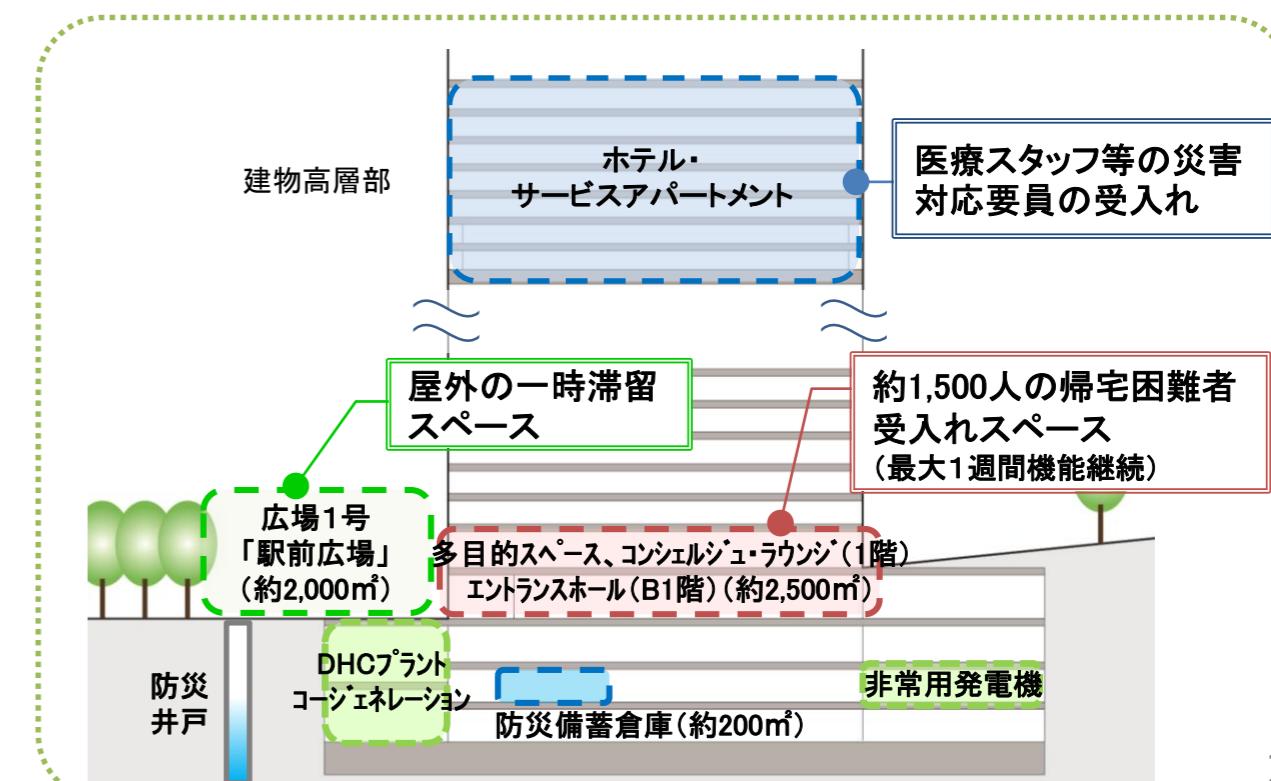 建物高層部
ホテル・
サービスアパートメント
医療スタッフ等の災害
対応要員の受入れ
屋外の一時滞留
スペース
約1,500人の帰宅困難者
受入れスペース
(最大1週間機能継続)
広場1号
「駅前広場」
(約2,000㎡)
多目的スペース、コンシェルジュ・ラウンジ(1階)
エントランスホール(B1階)(約2,500㎡)
防災
井戸
DHCプラント
コージェネレーション
防災備蓄倉庫(約200㎡)
非常用発電機